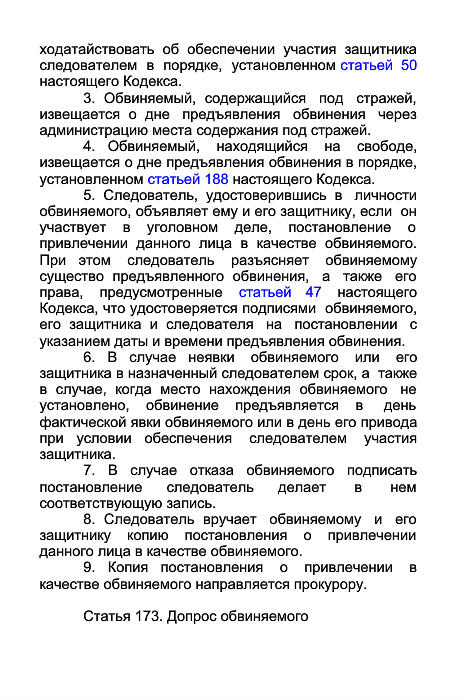 ходатайствовать об обеспечении участия защитника
следователем в порядке, установленном статьей 50
настоящего Кодекса.
3. Обвиняемый, содержащийся под стражей,
извещается о дне предъявления обвинения через
администрацию места содержания под стражей.
4. Обвиняемый, находящийся на свободе,
извещается о дне предъявления обвинения в порядке,
установленном статьей 188 настоящего Кодекса.
5. Следователь, удостоверившись в личности
обвиняемого, объявляет ему и его защитнику, если он
участвует в уголовном деле, постановление о
привлечении данного лица в качестве обвиняемого.
При этом следователь разъясняет обвиняемому
существо предъявленного обвинения, а также его
права, предусмотренные статьей 47 настоящего
Кодекса, что удостоверяется подписями обвиняемого,
его защитника и следователя на постановлении с
указанием даты и времени предъявления обвинения.
6. В случае неявки обвиняемого или его
защитника в назначенный следователем срок, а также
в случае, когда место нахождения обвиняемого не
установлено, обвинение предъявляется в день
фактической явки обвиняемого или в день его привода
при условии обеспечения следователем участия
защитника.
7. В случае отказа обвиняемого подписать
постановление следователь делает в нем
соответствующую запись.
8. Следователь вручает обвиняемому и его
защитнику копию постановления о привлечении
данного лица в качестве обвиняемого.
9. Копия постановления о привлечении в
качестве обвиняемого направляется прокурору.
Статья 173. Допрос обвиняемого